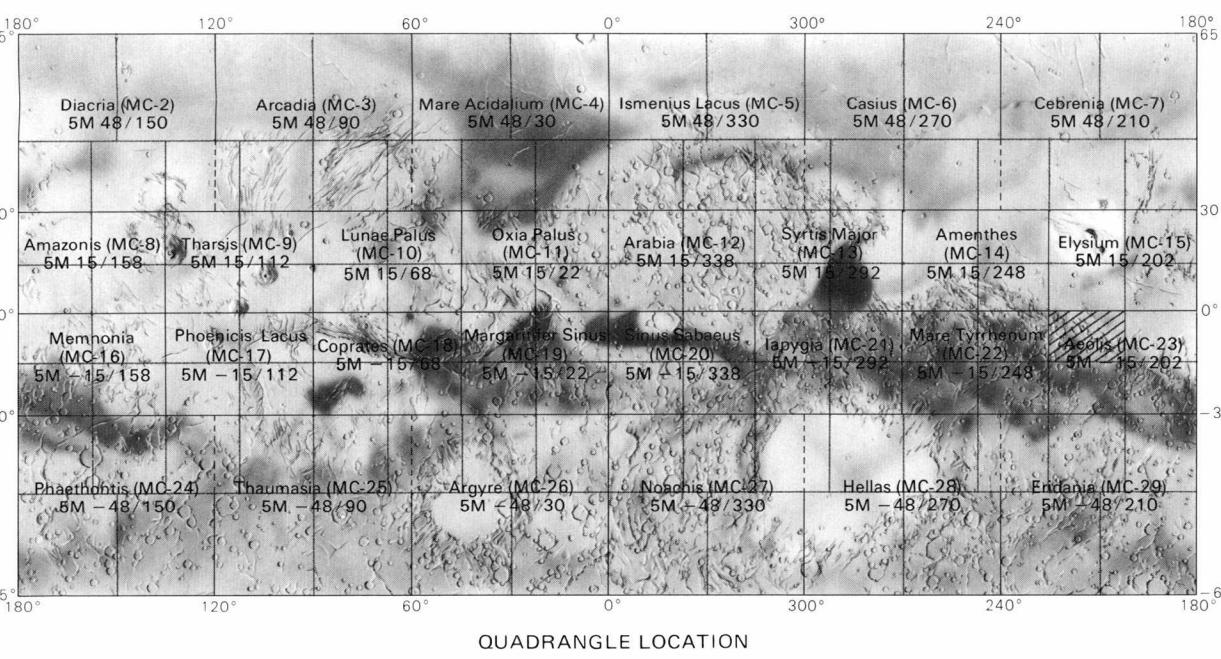 180° 120° 60° 0° 300° 240° 180°
5° 65
Diacria (MC-2) Arcadia (MC-3) Mare Acidalium (MC-4) Ismenius Lacus (MC-5) Casius (MC-6) Cebrenia (MC-7)
5M 48/150 5M 48/90 5M 48/30 5M 48/330 5M 48/270 5M 48/210
0° 30
Amazonis (MC-8) Tharsis (MC-9) Lunae Palus (MC-10) Oxia Palus (MC-11) Arabia (MC-12) Syrtis Major (MC-13) Amenthes (MC-14) Elysium (MC-15)
5M 15/158 5M 15/112 5M 15/68 5M 15/22 5M 15/338 5M 15/292 5M 15/248 5M 15/202
0° 0°
Memnonia (MC-16) Phoenicis Lacus (MC-17) Coprates (MC-18) Margaritifer Sinus (MC-19) Sinus Sabaeus (MC-20) Iapygia (MC-21) Mare Tyrrhenum (MC-22) Aeolis (MC-23)
5M −15/158 5M −15/112 5M −15/68 5M −15/22 5M −15/338 5M −15/292 5M −15/248 5M −15/202
0° −3
Phaethontis (MC-24) Thaumasia (MC-25) Argyre (MC-26) Noachis (MC-27) Hellas (MC-28) Eridania (MC-29)
5M −48/150 5M −48/90 5M −48/30 5M −48/330 5M −48/270 5M −48/210
5° −6
180° 120° 60° 0° 300° 240° 180°
QUADRANGLE LOCATION